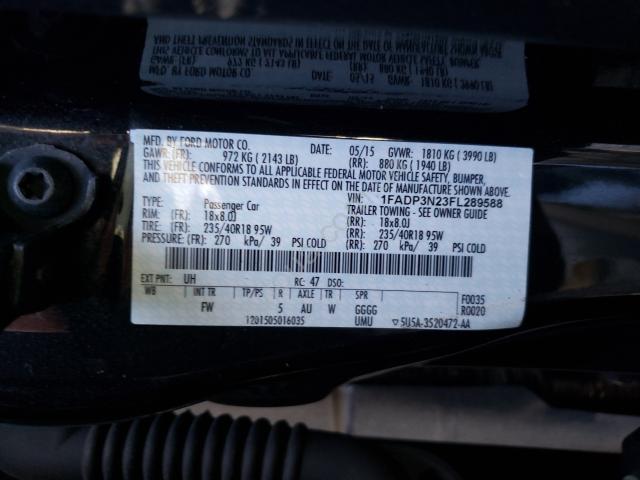 MFD. BY FORD MOTOR CO. DATE: 05/15 GVWR: 1810 KG ( 3990 LB)
GAWR: (FR): 972 KG ( 2143 LB) (RR): 880 KG ( 1940 LB)
THIS VEHICLE CONFORMS TO ALL APPLICABLE FEDERAL MOTOR VEHICLE SAFETY, BUMPER,
AND THEFT PREVENTION STANDARDS IN EFFECT ON THE DATE OF MANUFACTURE SHOWN ABOVE.
VIN: 1FADP3N23FL289588
TYPE: Passenger Car TRAILER TOWING - SEE OWNER GUIDE
RIM: (FR): 18x8.0J (RR): 18x8.0J
TIRE: (FR): 235/40R18 95W (RR): 235/40R18 95W
PRESSURE: (FR): 270 kPa/ 39 PSI COLD (RR): 270 kPa/ 39 PSI COLD
EXT PNT: UH RC: 47 DSO: F0035
WB INT TR TP/PS R AXLE TR SPR R0020
FW 5 AU W GGGG
1201505016035 UMU ▽5U5A-3520472-AA